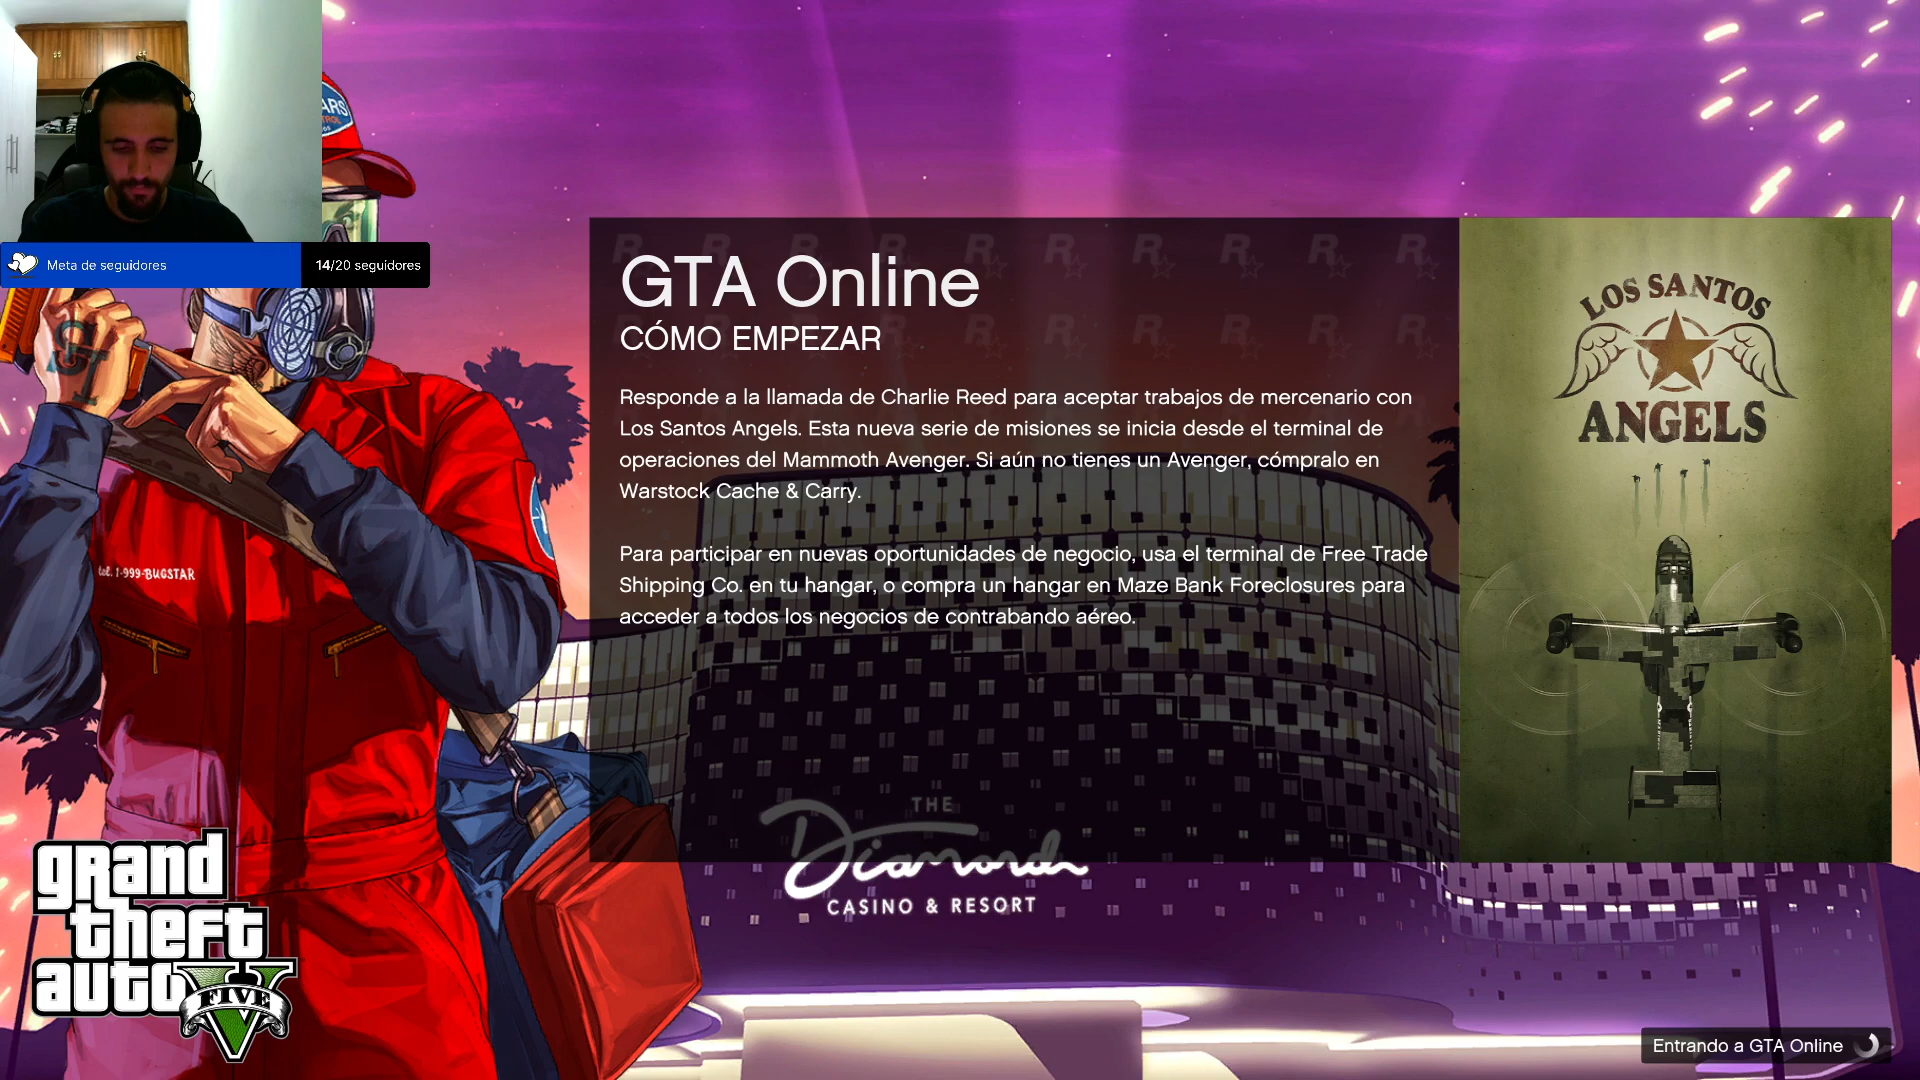 ARS
Meta de seguidores
14/20 seguidores
GTA Online
CÓMO EMPEZAR
Responde a la llamada de Charlie Reed para aceptar trabajos de mercenario con
Los Santos Angels. Esta nueva serie de misiones se inicia desde el terminal de
operaciones del Mammoth Avenger. Si aún no tienes un Avenger, cómpralo en
Warstock Cache & Carry.
Para participar en nuevas oportunidades de negocio, usa el terminal de Free Trade
Shipping Co. en tu hangar, o compra un hangar en Maze Bank Foreclosures para
acceder a todos los negocios de contrabando aéreo.
LOS SANTOS
ANGELS
tel. 1-999-BUGSTAR
THE
Diamond
CASINO & RESORT
grand
theft
auto
V
FIVE
Entrando a GTA Online